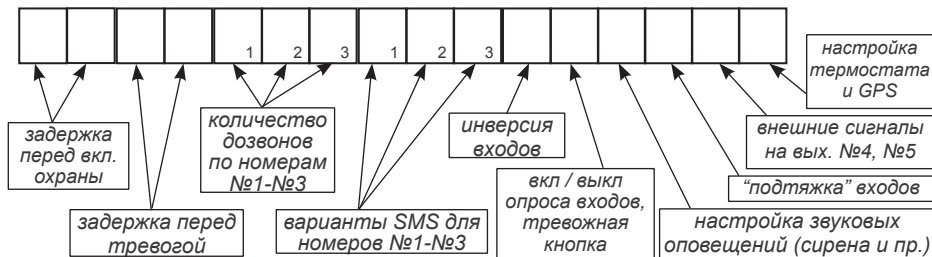 1 2 3 1 2 3
задержка
перед вкл.
охраны
задержка перед
тревогой
количество
дозвонов
по номерам
№1-№3
варианты SMS для
номеров №1-№3
инверсия
входов
вкл / выкл
опроса входов,
тревожная
кнопка
настройка звуковых
оповещений (сирена и пр.)
"подтяжка" входов
внешние сигналы
на вых. №4, №5
настройка
термостата
и GPS